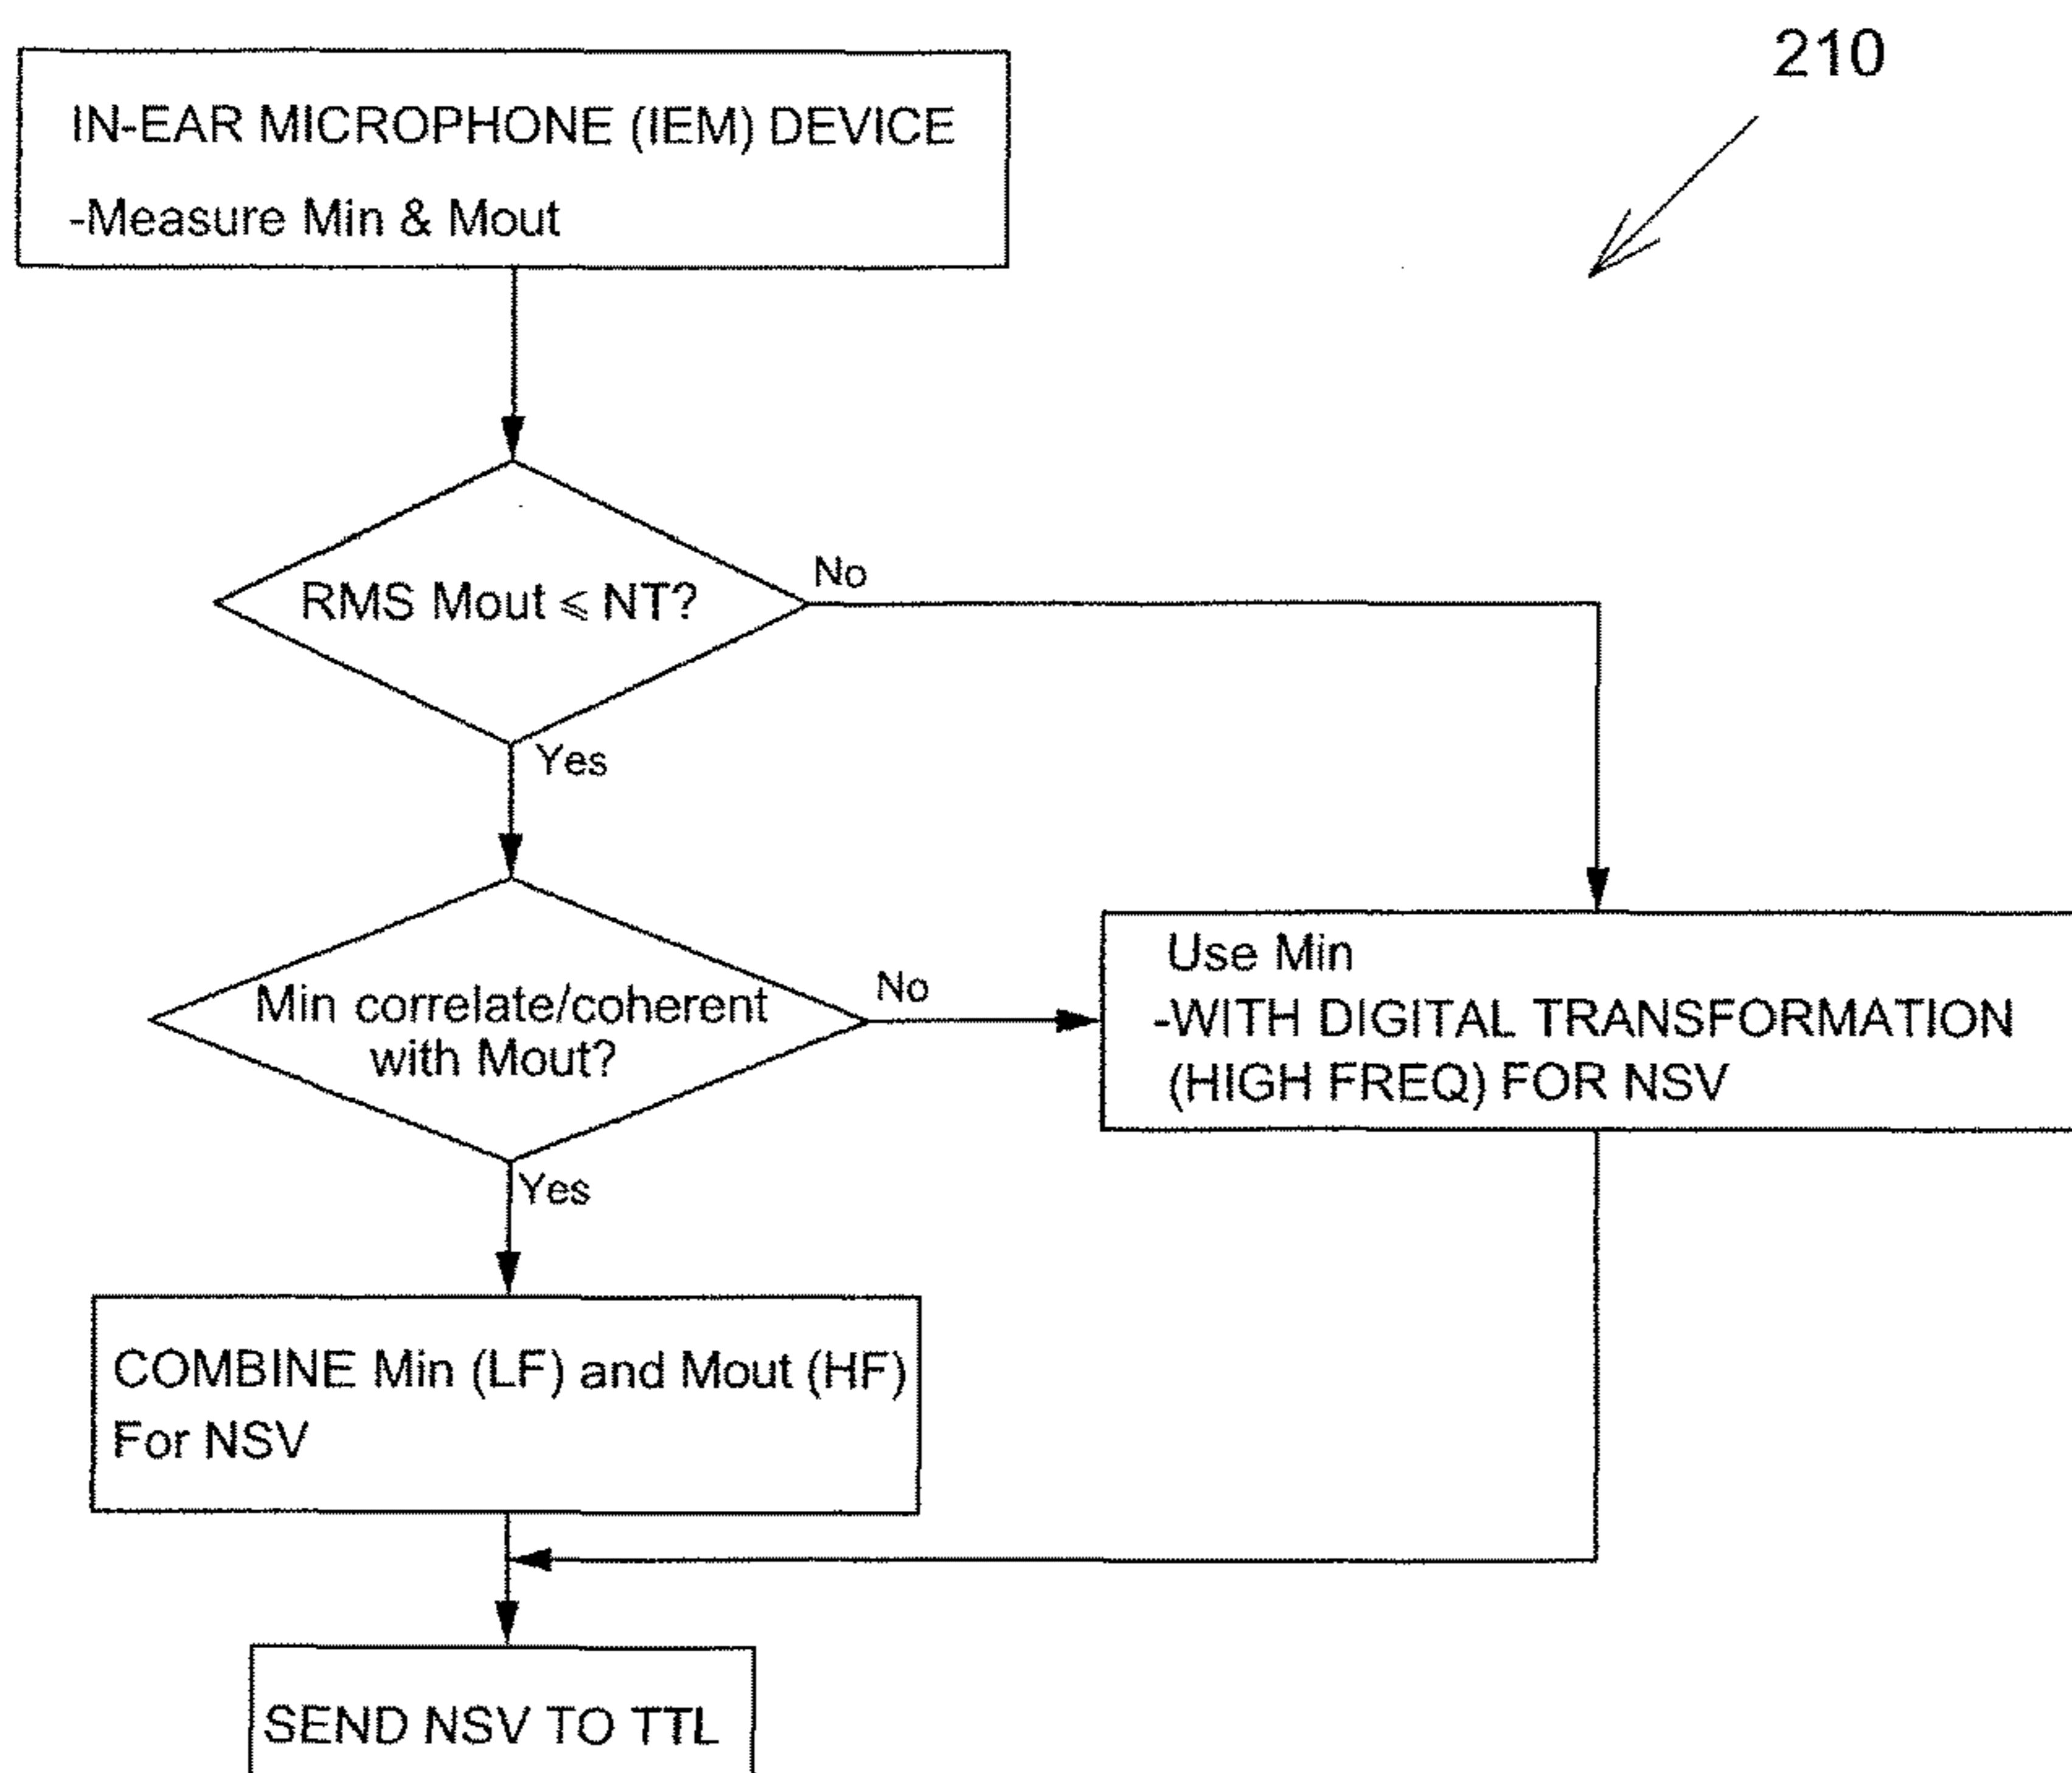 210
IN-EAR MICROPHONE (IEM) DEVICE
-Measure Min & Mout
RMS Mout ⩽ NT?
No
Yes
Min correlate/coherent
with Mout?
No
Use Min
-WITH DIGITAL TRANSFORMATION
(HIGH FREQ) FOR NSV
Yes
COMBINE Min (LF) and Mout (HF)
For NSV
SEND NSV TO TTL